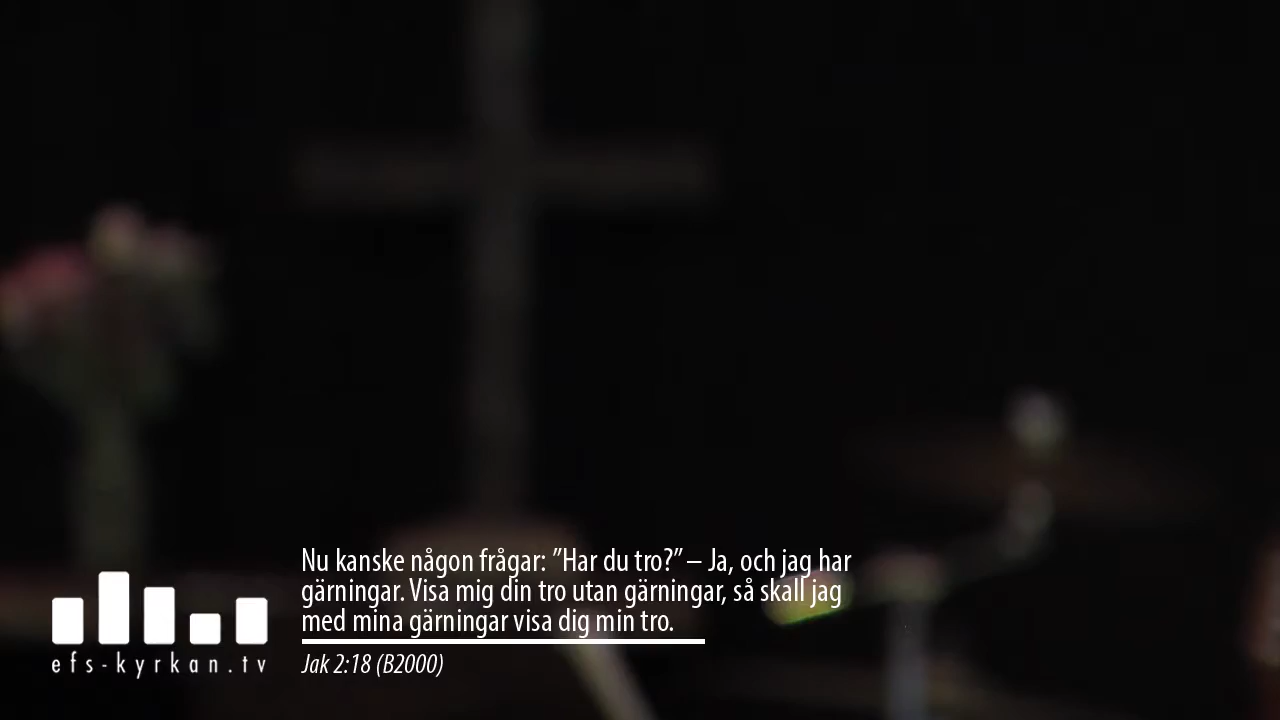 Nu kanske någon frågar: ”Har du tro?” – Ja, och jag har
gärningar. Visa mig din tro utan gärningar, så skall jag
med mina gärningar visa dig min tro.
efs-kyrkan.tv
Jak 2:18 (B2000)